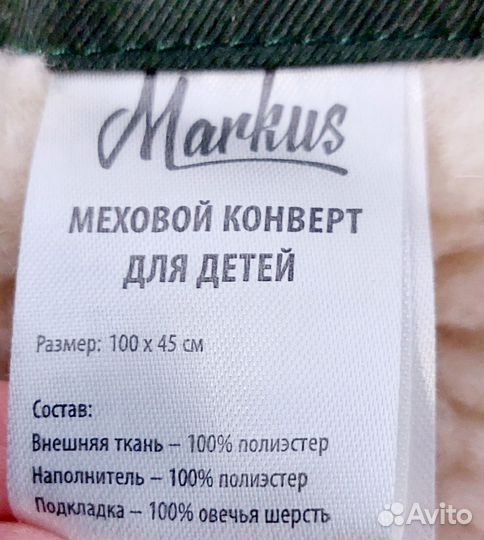 Markus
МЕХОВОЙ КОНВЕРТ
ДЛЯ ДЕТЕЙ
Размер: 100 х 45 см
Состав:
Внешняя ткань – 100% полиэстер
Наполнитель – 100% полиэстер
Подкладка – 100% овечья шерсть
Avito